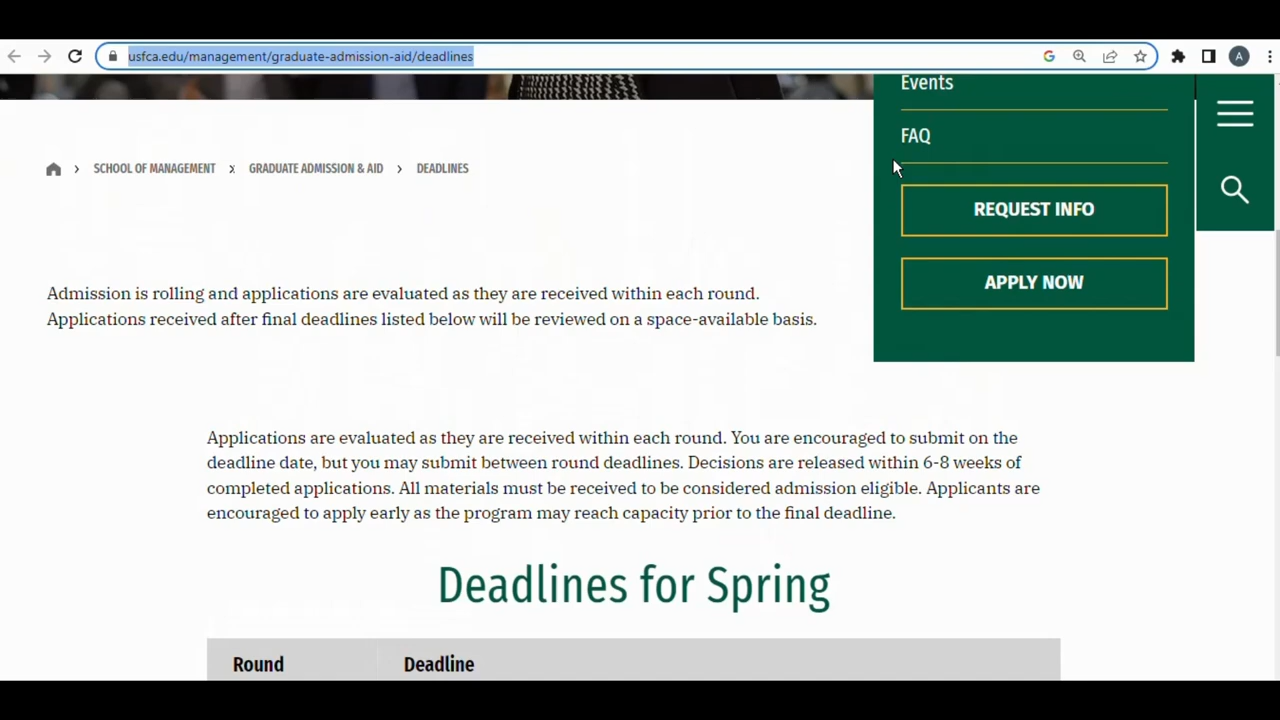 usfca.edu/management/graduate-admission-aid/deadlines
A
Events
FAQ
REQUEST INFO
APPLY NOW
SCHOOL OF MANAGEMENT
GRADUATE ADMISSION & AID
DEADLINES
Admission is rolling and applications are evaluated as they are received within each round.
Applications received after final deadlines listed below will be reviewed on a space-available basis.
Applications are evaluated as they are received within each round. You are encouraged to submit on the
deadline date, but you may submit between round deadlines. Decisions are released within 6-8 weeks of
completed applications. All materials must be received to be considered admission eligible. Applicants are
encouraged to apply early as the program may reach capacity prior to the final deadline.
Deadlines for Spring
Round
Deadline